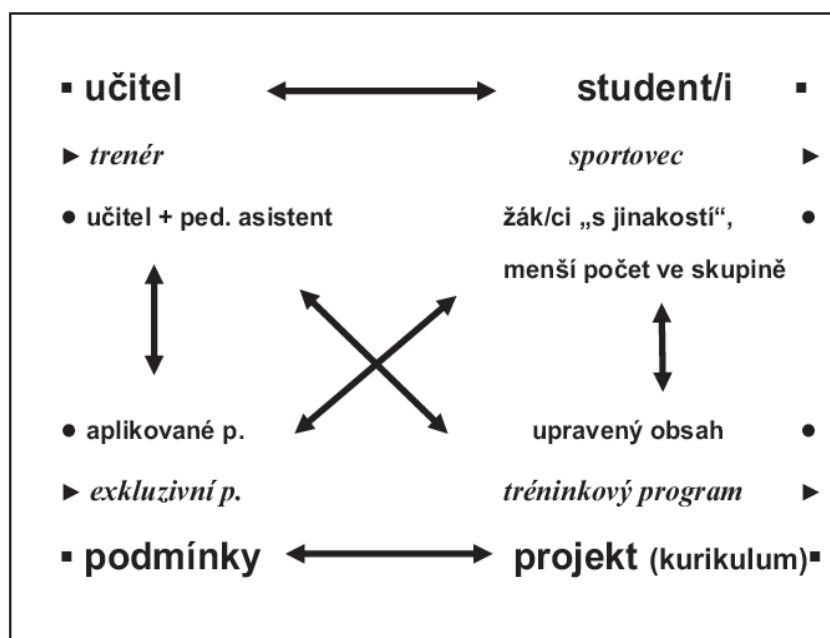 ▪ učitel student/i ▪
► trenér sportovec ►
● učitel + ped. asistent žák/ci „s jinakostí“, ●
menší počet ve skupině
● aplikované p. upravený obsah ●
► exkluzivní p. tréninkový program ►
▪ podmínky projekt (kurikulum) ▪